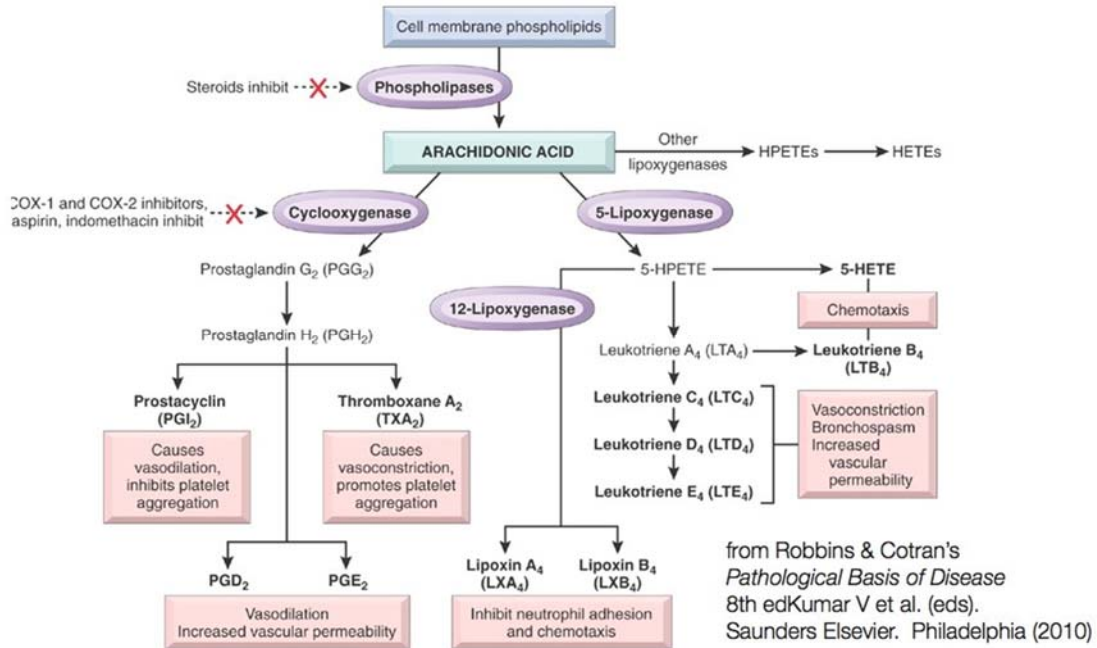 Cell membrane phospholipids
Steroids inhibit
Phospholipases
ARACHIDONIC ACID
Other
lipoxygenases
HPETEs
HETEs
COX-1 and COX-2 inhibitors,
aspirin, indomethacin inhibit
Cyclooxygenase
5-Lipoxygenase
Prostaglandin G₂ (PGG₂)
5-HPETE
5-HETE
12-Lipoxygenase
Chemotaxis
Prostaglandin H₂ (PGH₂)
Leukotriene A₄ (LTA₄)
Leukotriene B₄
(LTB₄)
Prostacyclin
(PGI₂)
Causes
vasodilation,
inhibits platelet
aggregation
Thromboxane A₂
(TXA₂)
Causes
vasoconstriction,
promotes platelet
aggregation
Leukotriene C₄ (LTC₄)
Leukotriene D₄ (LTD₄)
Leukotriene E₄ (LTE₄)
Vasoconstriction
Bronchospasm
Increased
vascular
permeability
PGD₂
PGE₂
Vasodilation
Increased vascular permeability
Lipoxin A₄
(LXA₄)
Lipoxin B₄
(LXB₄)
Inhibit neutrophil adhesion
and chemotaxis
from Robbins & Cotran's
Pathological Basis of Disease
8th edKumar V et al. (eds).
Saunders Elsevier. Philadelphia (2010)